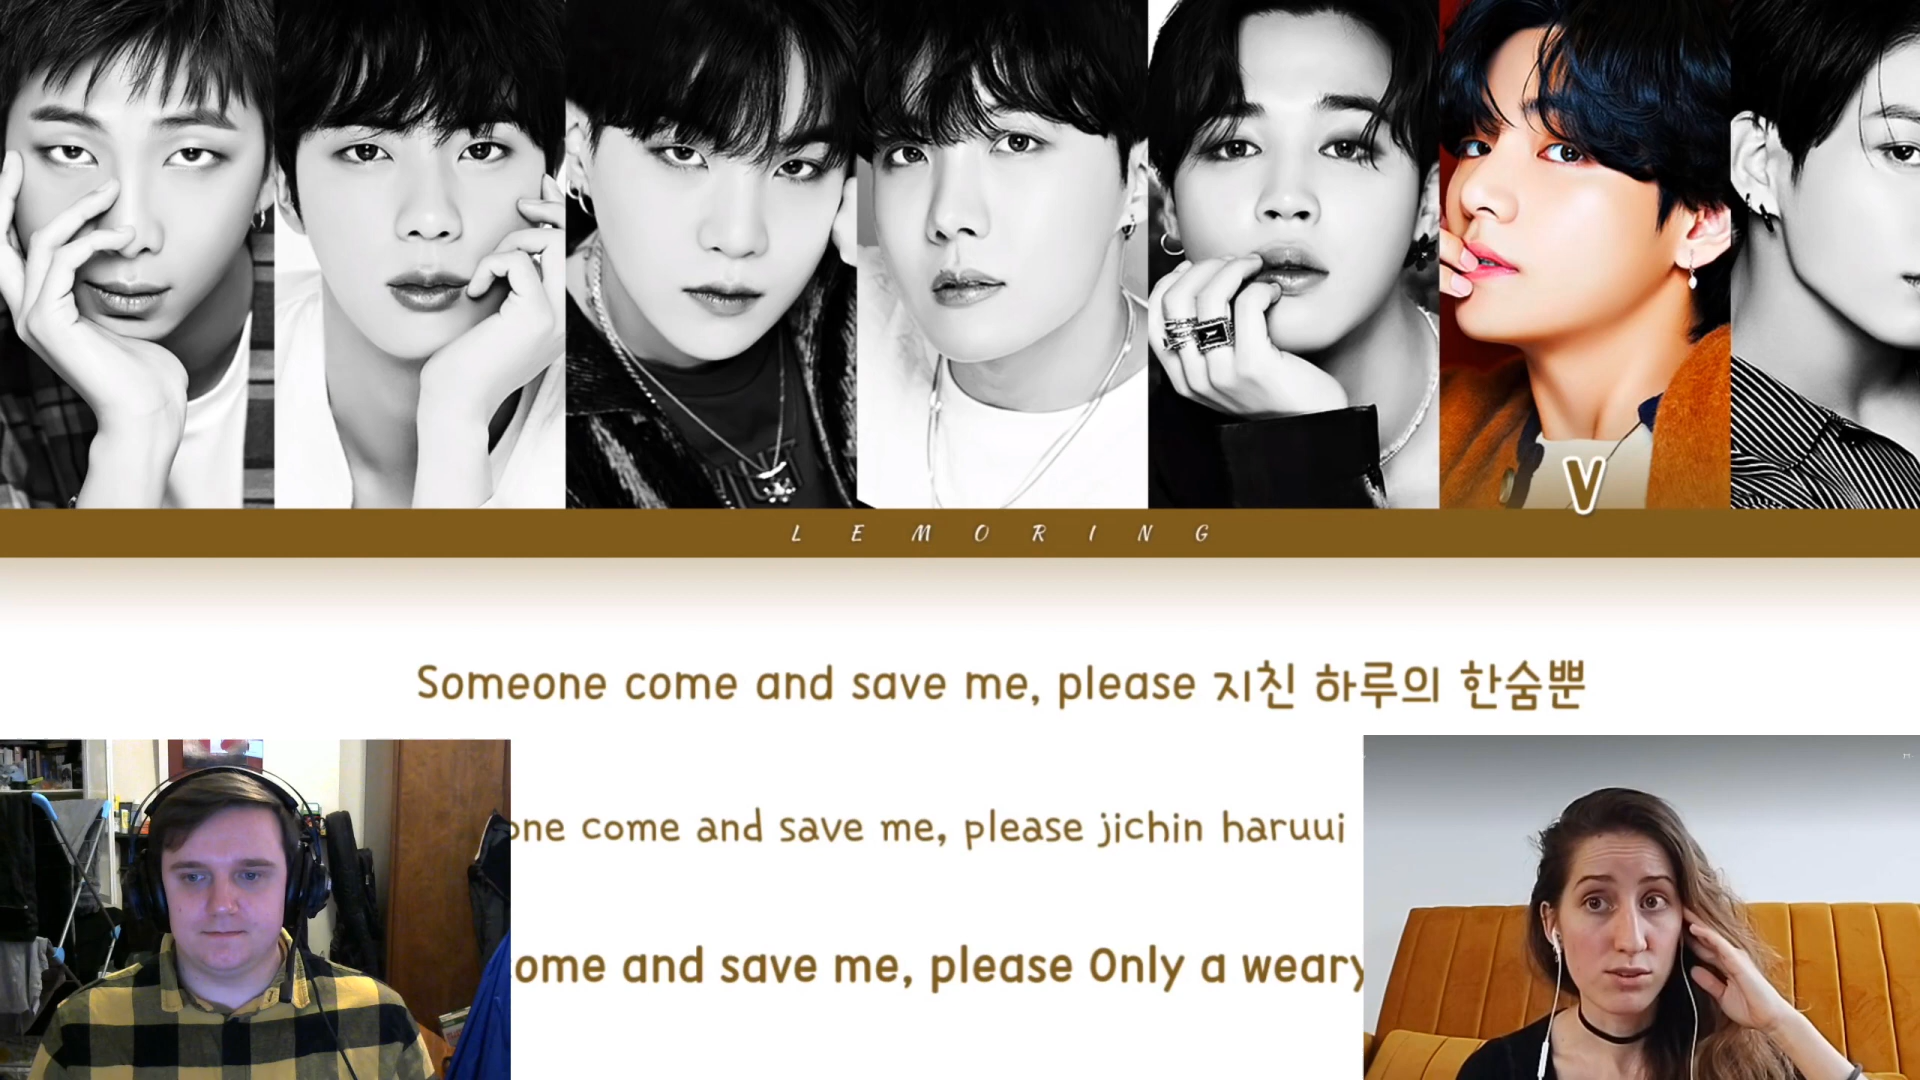 V
LEMORING
Someone come and save me, please 지친 하루의 한숨뿐
one come and save me, please jichin haruui
ome and save me, please Only a weary